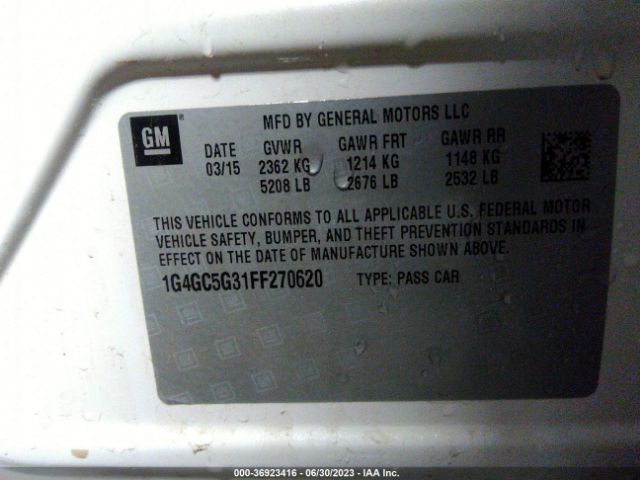 GM
MFD BY GENERAL MOTORS LLC
DATE GVWR GAWR FRT GAWR RR
03/15 2362 KG 1214 KG 1148 KG
5208 LB 2676 LB 2532 LB
THIS VEHICLE CONFORMS TO ALL APPLICABLE U.S. FEDERAL MOTOR
VEHICLE SAFETY, BUMPER, AND THEFT PREVENTION STANDARDS IN
EFFECT ON THE DATE OF MANUFACTURE SHOWN ABOVE.
1G4GC5G31FF270620 TYPE: PASS CAR
000-36923416 - 06/30/2023 - IAA Inc.